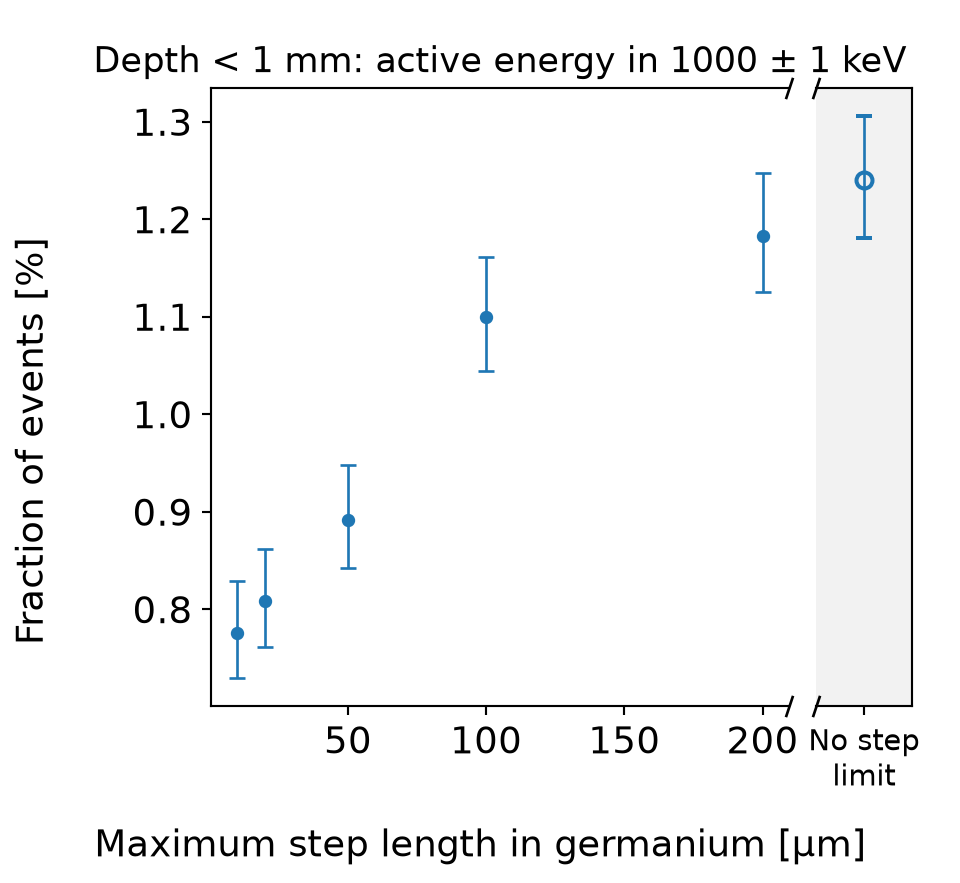 Depth < 1 mm: active energy in 1000 ± 1 keV
Fraction of events [%]
1.3
1.2
1.1
1.0
0.9
0.8
50 100 150 200 No step
limit
Maximum step length in germanium [µm]